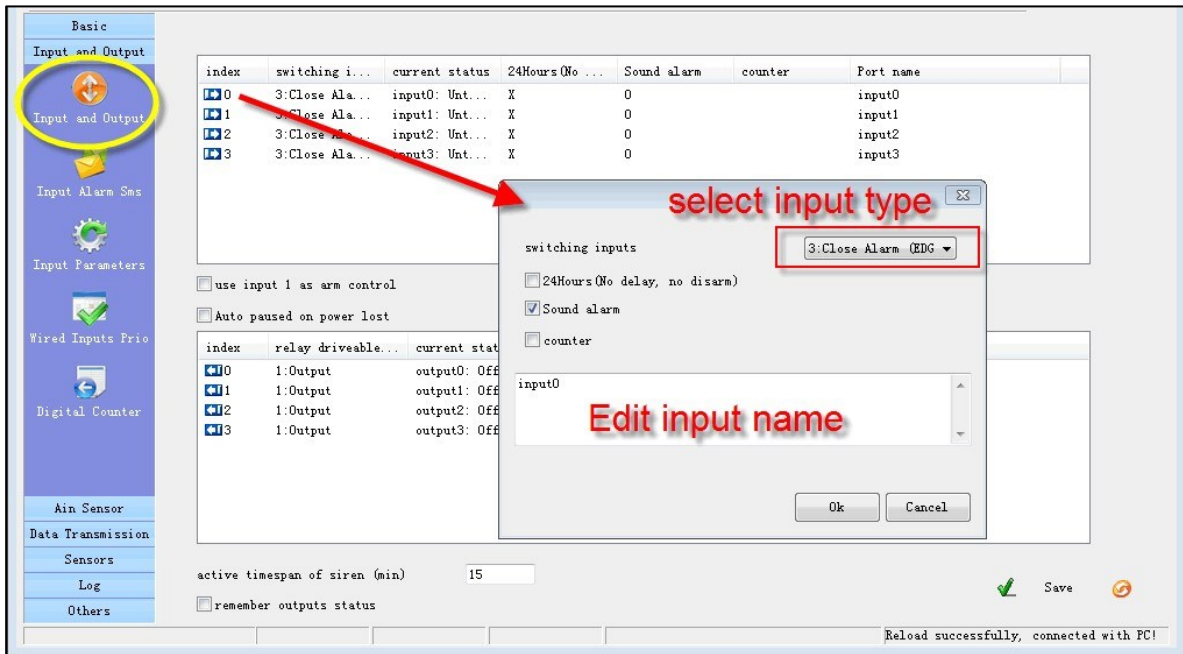 Basic
Input and Output
Input and Output
Input Alarm Sms
Input Parameters
Wired Inputs Prio
Digital Counter
Ain Sensor
Data Transmission
Sensors
Log
Others
index switching i... current status 24Hours(No ... Sound alarm counter Port name
0 3:Close Ala... input0: Unt... X O input0
1 3:Close Ala... input1: Unt... X O input1
2 3:Close Ala... input2: Unt... X O input2
3 3:Close Ala... input3: Unt... X O input3
use input 1 as arm control
Auto paused on power lost
index relay driveable... current stat
0 1:Output output0: Off
1 1:Output output1: Off
2 1:Output output2: Off
3 1:Output output3: Off
select input type
switching inputs 3:Close Alarm (EDG
24Hours(No delay, no disarm)
Sound alarm
counter
input0
Edit input name
Ok Cancel
active timespan of siren (min) 15
remember outputs status
Save
Reload successfully, connected with PC!